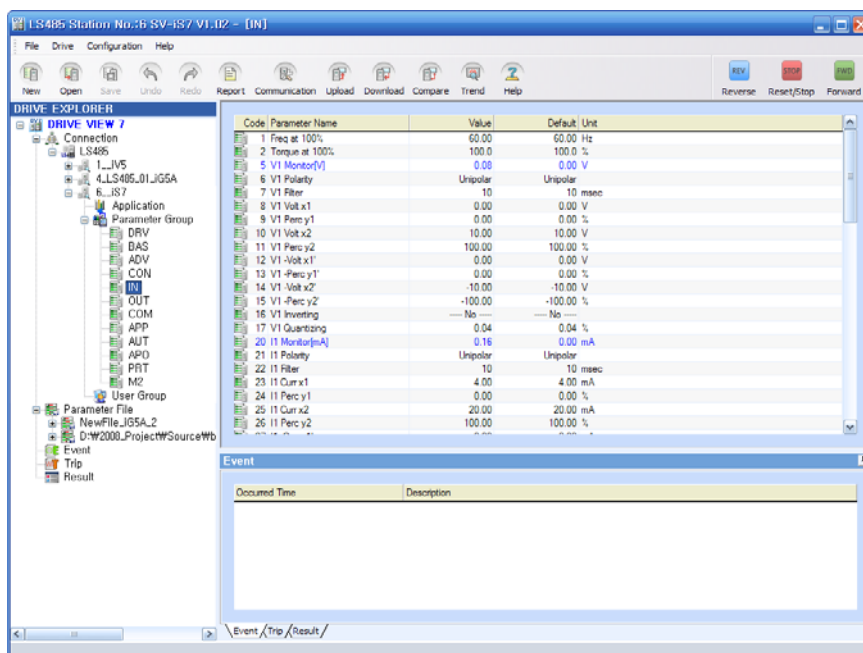 LS485 Station No.:6 SV-iS7 V1.02 - [IN]
File Drive Configuration Help
New Open Save Undo Redo Report Communication Upload Download Compare Trend Help Reverse Reset/Stop Forward
REV STOP FWD
DRIVE EXPLORER
DRIVE VIEW 7
Connection
LS485
1__IV5
4_LS485_01_iG5A
6__iS7
Application
Parameter Group
DRV
BAS
ADV
CON
IN
OUT
COM
APP
AUT
APO
PRT
M2
User Group
Parameter File
NewFile_iG5A_2
D:₩2008_Project₩Source₩b
Event
Trip
Result
Code Parameter Name Value Default Unit
1 Freq at 100% 60.00 60.00 Hz
2 Torque at 100% 100.0 100.0 %
5 V1 Monitor[V] 0.08 0.00 V
6 V1 Polarity Unipolar Unipolar
7 V1 Filter 10 10 msec
8 V1 Volt x1 0.00 0.00 V
9 V1 Perc y1 0.00 0.00 %
10 V1 Volt x2 10.00 10.00 V
11 V1 Perc y2 100.00 100.00 %
12 V1 -Volt x1' 0.00 0.00 V
13 V1 -Perc y1' 0.00 0.00 %
14 V1 -Volt x2' -10.00 -10.00 V
15 V1 -Perc y2' -100.00 -100.00 %
16 V1 Inverting ---- No ---- ---- No ----
17 V1 Quantizing 0.04 0.04 %
20 I1 Monitor[mA] 0.16 0.00 mA
21 I1 Polarity Unipolar Unipolar
22 I1 Filter 10 10 msec
23 I1 Curr x1 4.00 4.00 mA
24 I1 Perc y1 0.00 0.00 %
25 I1 Curr x2 20.00 20.00 mA
26 I1 Perc y2 100.00 100.00 %
Event
Occurred Time Description
Event Trip Result